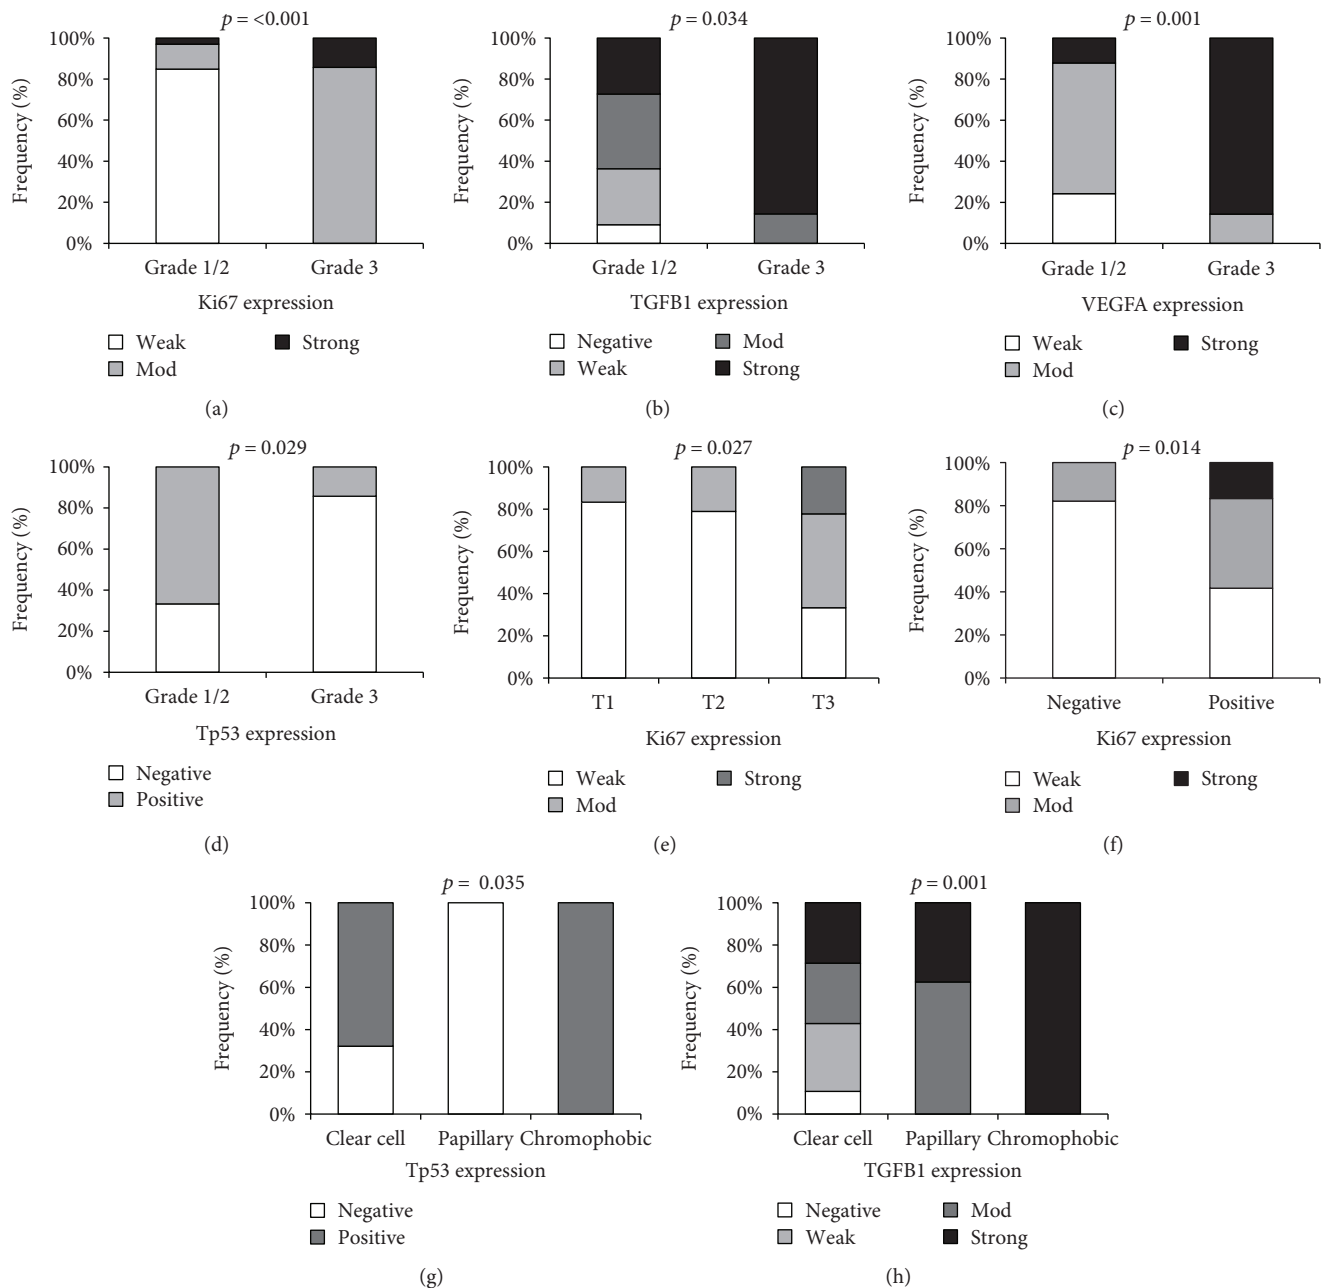 p = <0.001
Frequency (%)
100%
80%
60%
40%
20%
0%
Grade 1/2 Grade 3
Ki67 expression
Weak Strong
Mod
(a)
p = 0.034
Frequency (%)
100%
80%
60%
40%
20%
0%
Grade 1/2 Grade 3
TGFB1 expression
Negative Mod
Weak Strong
(b)
p = 0.001
Frequency (%)
100%
80%
60%
40%
20%
0%
Grade 1/2 Grade 3
VEGFA expression
Weak Strong
Mod
(c)
p = 0.029
Frequency (%)
100%
80%
60%
40%
20%
0%
Grade 1/2 Grade 3
Tp53 expression
Negative
Positive
(d)
p = 0.027
Frequency (%)
100%
80%
60%
40%
20%
0%
T1 T2 T3
Ki67 expression
Weak Strong
Mod
(e)
p = 0.014
Frequency (%)
100%
80%
60%
40%
20%
0%
Negative Positive
Ki67 expression
Weak Strong
Mod
(f)
p = 0.035
Frequency (%)
100%
80%
60%
40%
20%
0%
Clear cell Papillary Chromophobic
Tp53 expression
Negative
Positive
(g)
p = 0.001
Frequency (%)
100%
80%
60%
40%
20%
0%
Clear cell Papillary Chromophobic
TGFB1 expression
Negative Mod
Weak Strong
(h)